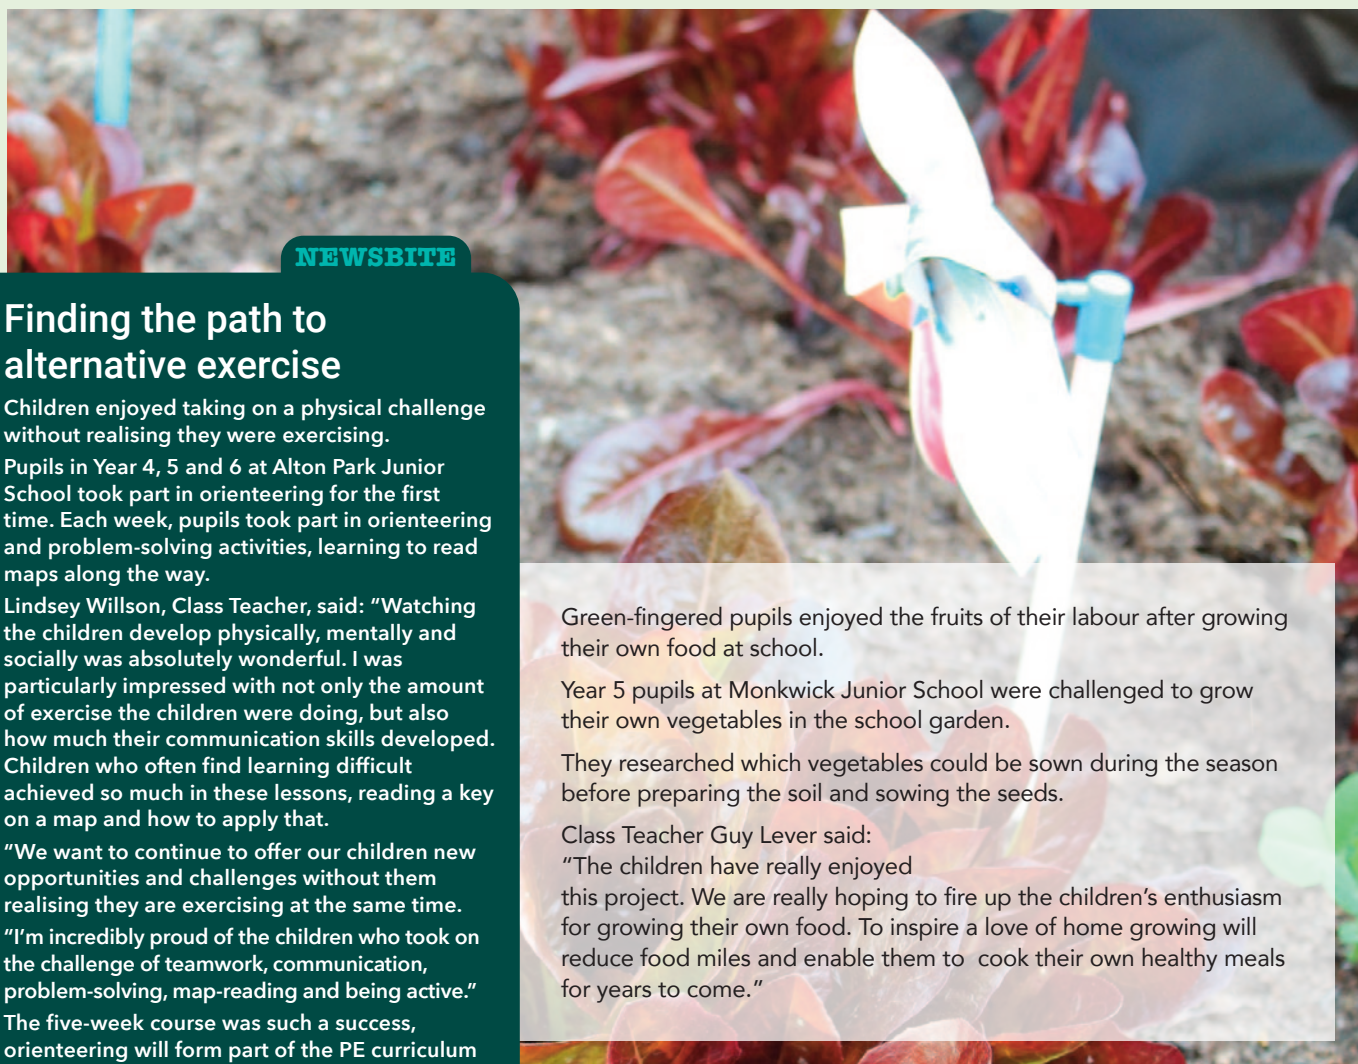 NEWSBITE
Finding the path to
alternative exercise
Children enjoyed taking on a physical challenge
without realising they were exercising.
Pupils in Year 4, 5 and 6 at Alton Park Junior
School took part in orienteering for the first
time. Each week, pupils took part in orienteering
and problem-solving activities, learning to read
maps along the way.
Lindsey Willson, Class Teacher, said: “Watching
the children develop physically, mentally and
socially was absolutely wonderful. I was
particularly impressed with not only the amount
of exercise the children were doing, but also
how much their communication skills developed.
Children who often find learning difficult
achieved so much in these lessons, reading a key
on a map and how to apply that.
“We want to continue to offer our children new
opportunities and challenges without them
realising they are exercising at the same time.
“I’m incredibly proud of the children who took on
the challenge of teamwork, communication,
problem-solving, map-reading and being active.”
The five-week course was such a success,
orienteering will form part of the PE curriculum
Green-fingered pupils enjoyed the fruits of their labour after growing
their own food at school.
Year 5 pupils at Monkwick Junior School were challenged to grow
their own vegetables in the school garden.
They researched which vegetables could be sown during the season
before preparing the soil and sowing the seeds.
Class Teacher Guy Lever said:
“The children have really enjoyed
this project. We are really hoping to fire up the children’s enthusiasm
for growing their own food. To inspire a love of home growing will
reduce food miles and enable them to cook their own healthy meals
for years to come.”